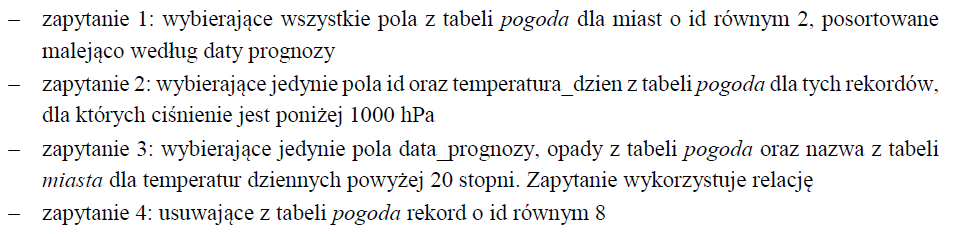 – zapytanie 1: wybierające wszystkie pola z tabeli pogoda dla miast o id równym 2, posortowane
malejąco według daty prognozy
– zapytanie 2: wybierające jedynie pola id oraz temperatura_dzien z tabeli pogoda dla tych rekordów,
dla których ciśnienie jest poniżej 1000 hPa
– zapytanie 3: wybierające jedynie pola data_prognozy, opady z tabeli pogoda oraz nazwa z tabeli
miasta dla temperatur dziennych powyżej 20 stopni. Zapytanie wykorzystuje relację
– zapytanie 4: usuwające z tabeli pogoda rekord o id równym 8